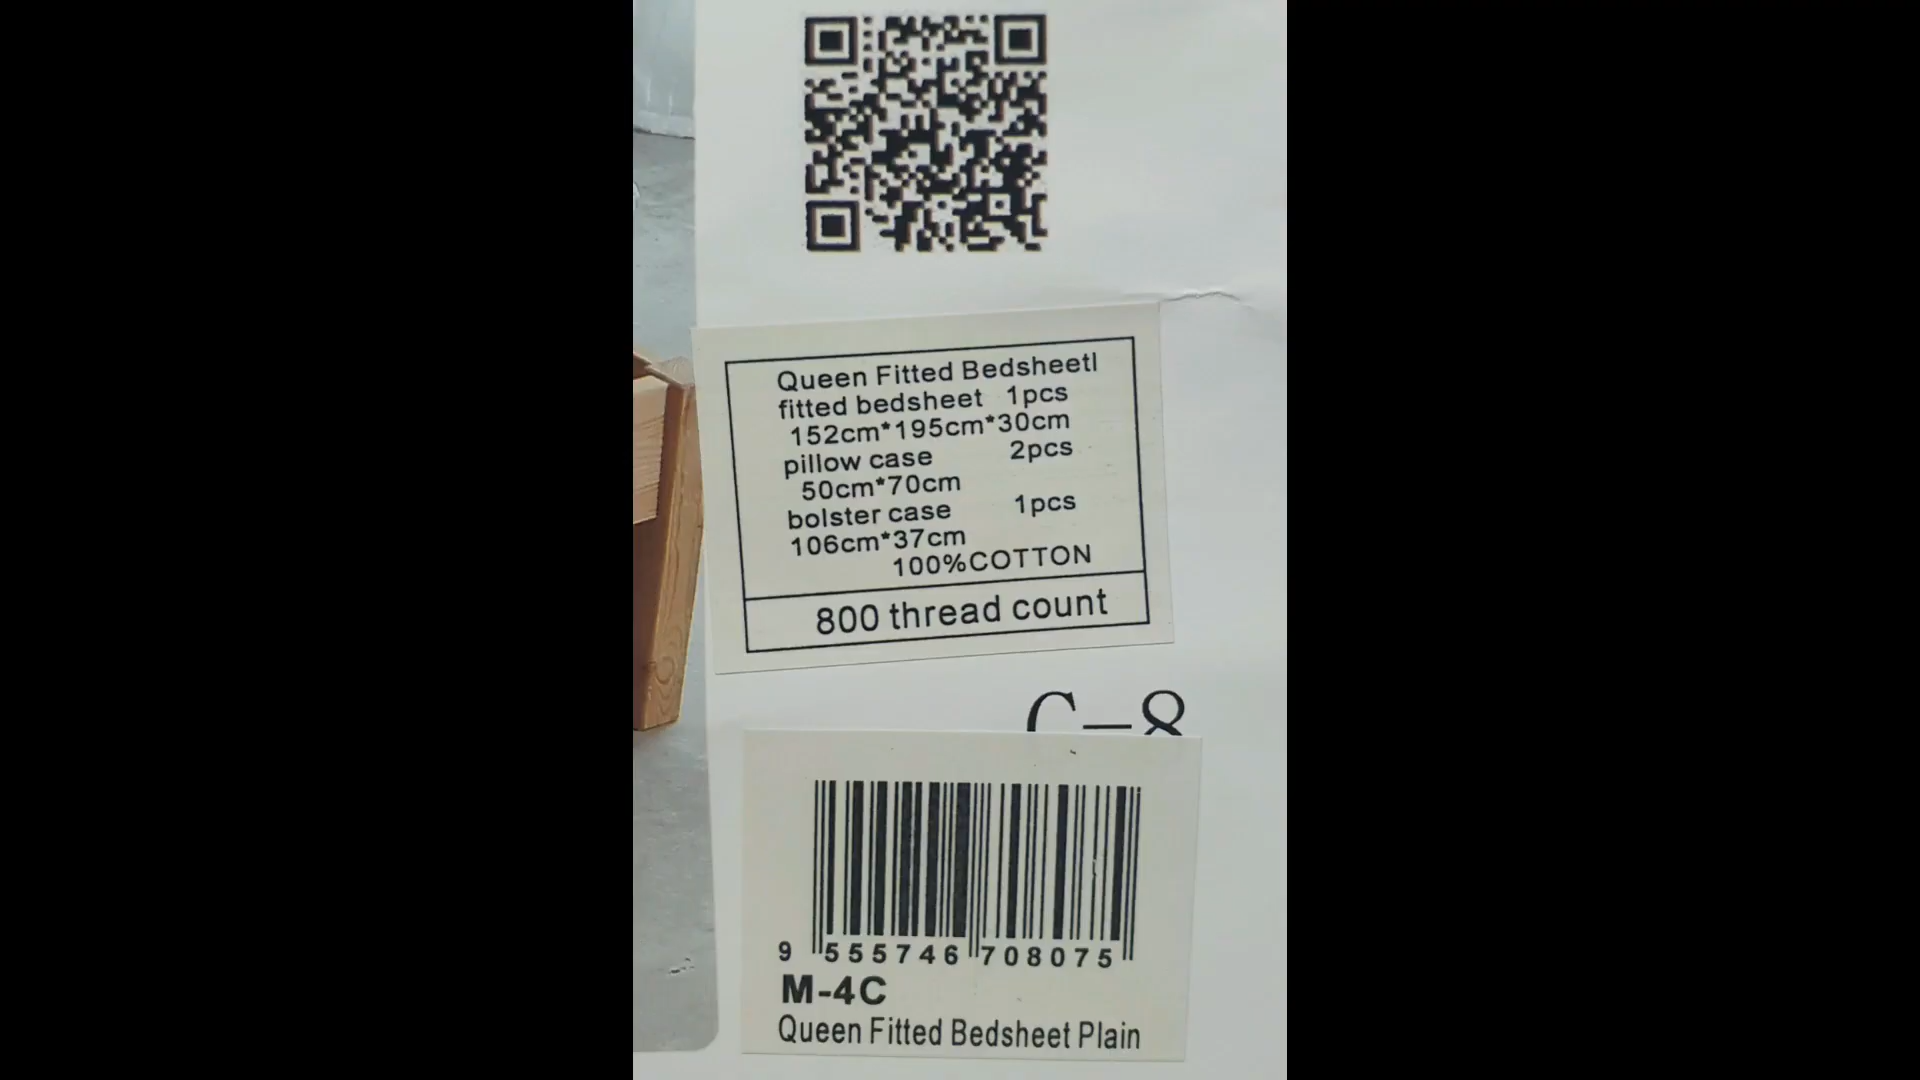 Queen Fitted Bedsheetl
fitted bedsheet 1pcs
152cm*195cm*30cm
pillow case 2pcs
50cm*70cm
bolster case 1pcs
106cm*37cm
100%COTTON
800 thread count
C-8
9 555746 708075
M-4C
Queen Fitted Bedsheet Plain